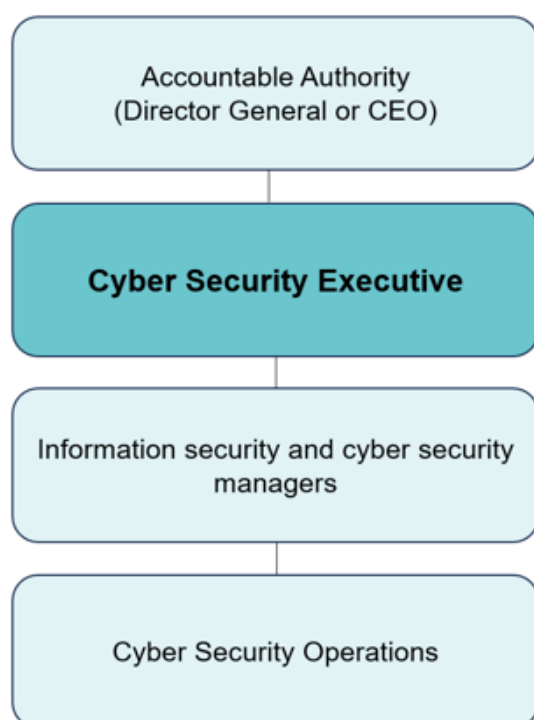 Accountable Authority
(Director General or CEO)
Cyber Security Executive
Information security and cyber security
managers
Cyber Security Operations